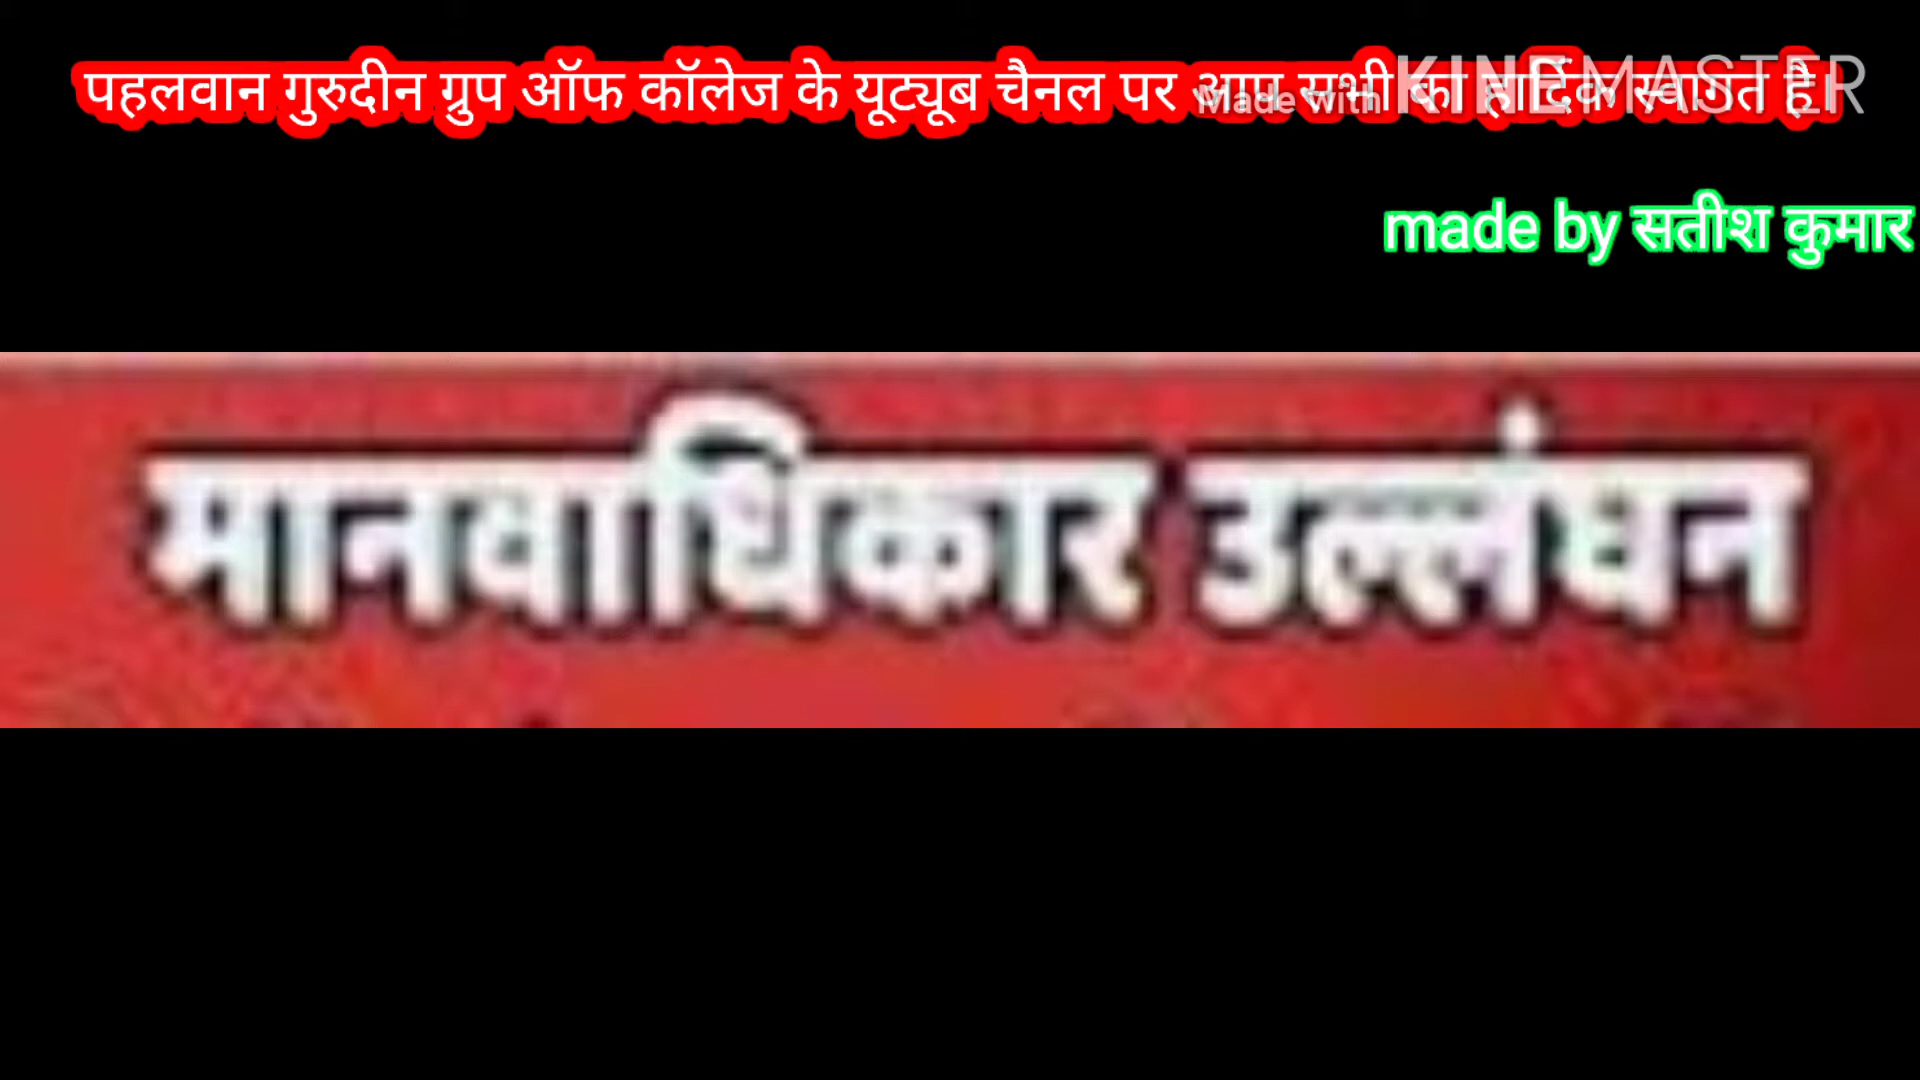 पहलवान गुरुदीन ग्रुप ऑफ कॉलेज के यूट्यूब चैनल पर आप सभी का हार्दिक स्वागत है।
Made with KINEMASTER
made by सतीश कुमार
मानवाधिकार उल्लंघन